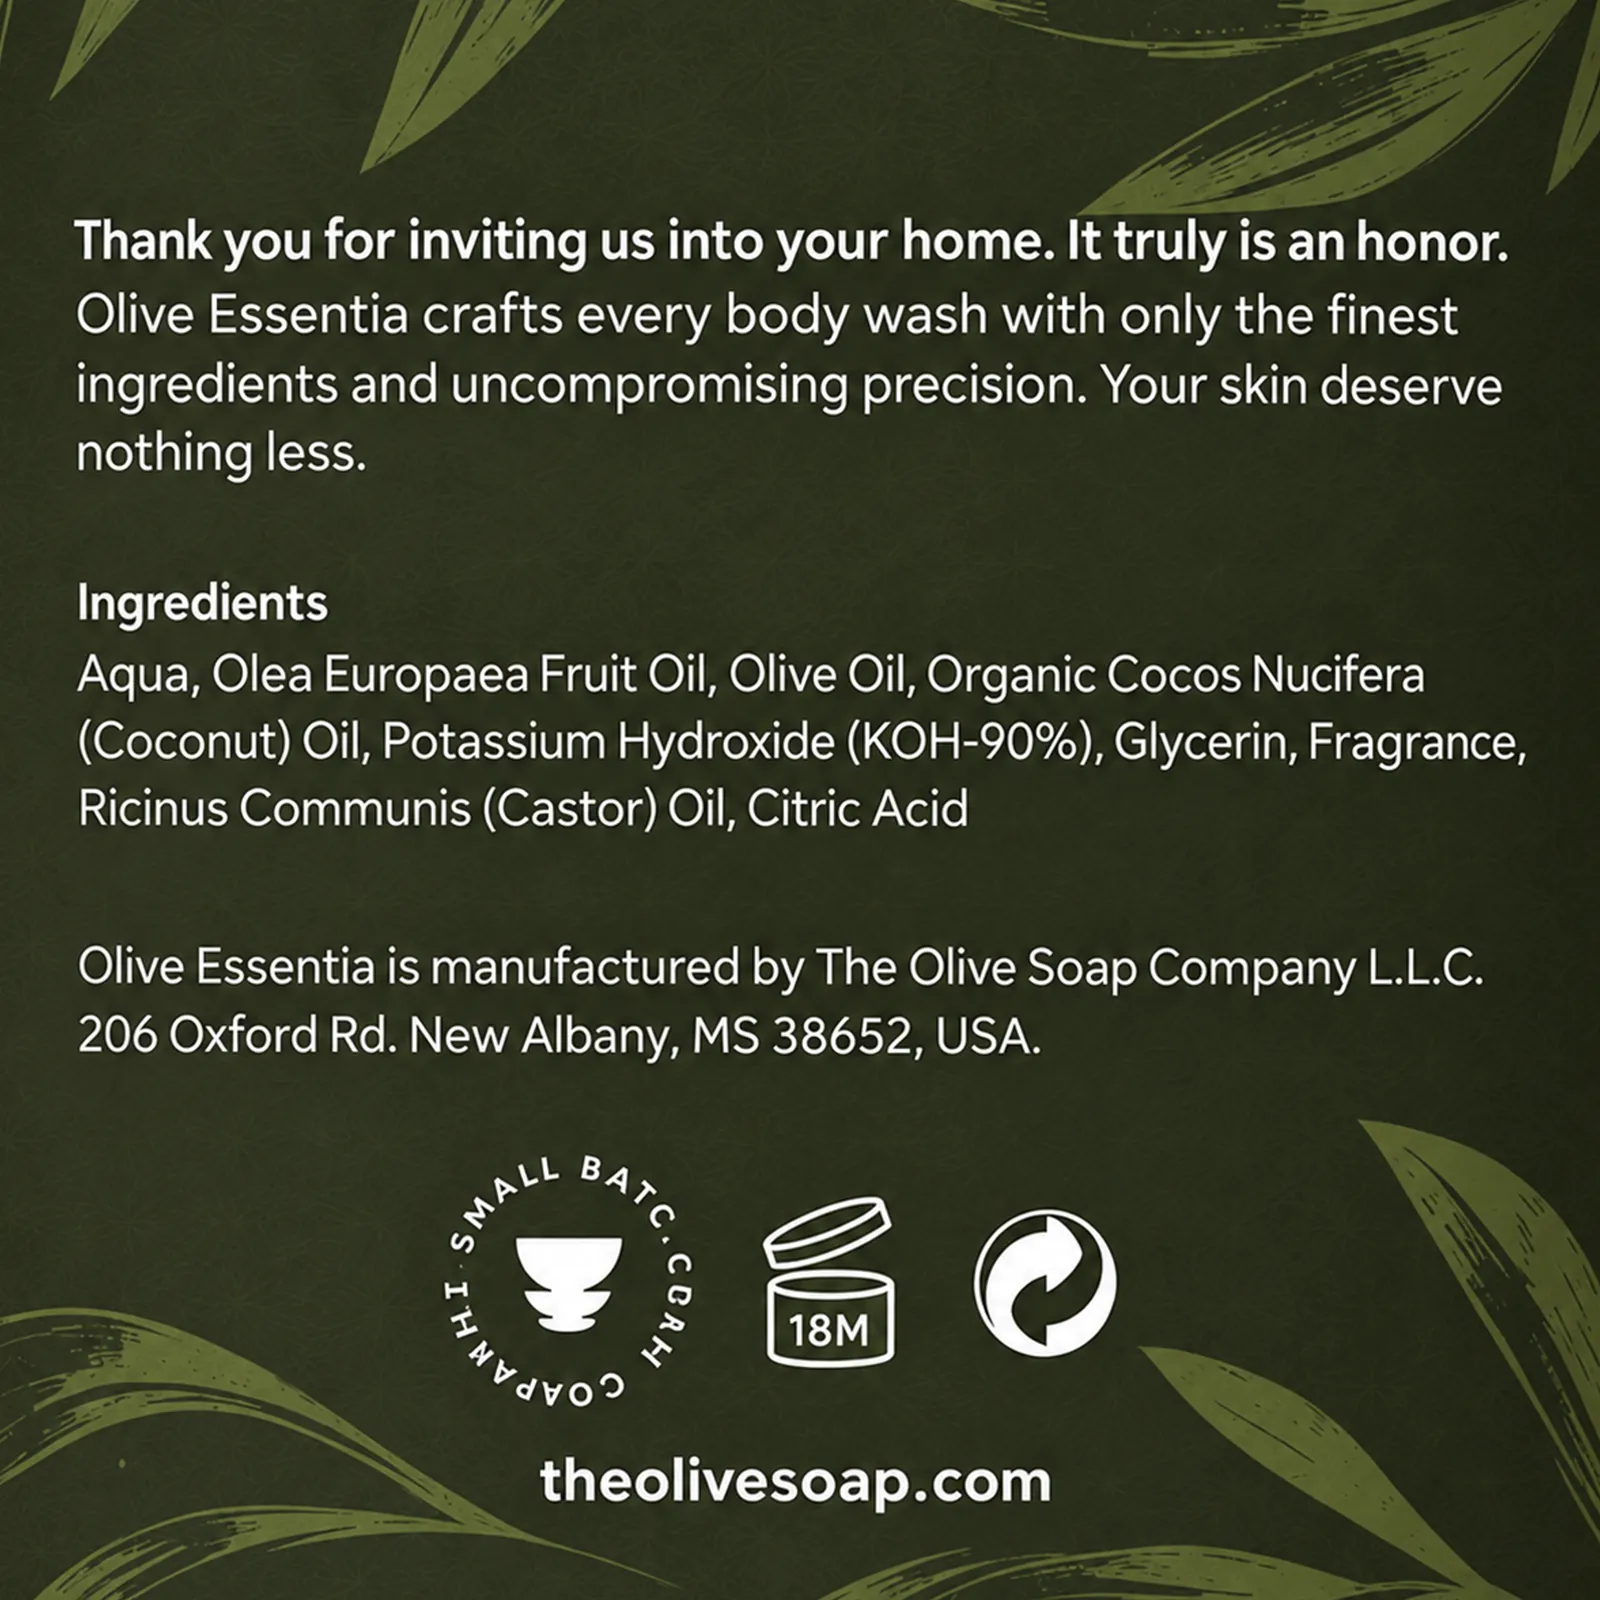 Thank you for inviting us into your home. It truly is an honor.
Olive Essentia crafts every body wash with only the finest
ingredients and uncompromising precision. Your skin deserve
nothing less.
Ingredients
Aqua, Olea Europaea Fruit Oil, Olive Oil, Organic Cocos Nucifera
(Coconut) Oil, Potassium Hydroxide (KOH-90%), Glycerin, Fragrance,
Ricinus Communis (Castor) Oil, Citric Acid
Olive Essentia is manufactured by The Olive Soap Company L.L.C.
206 Oxford Rd. New Albany, MS 38652, USA.
SMALL BATC
18M
theolivesoap.com